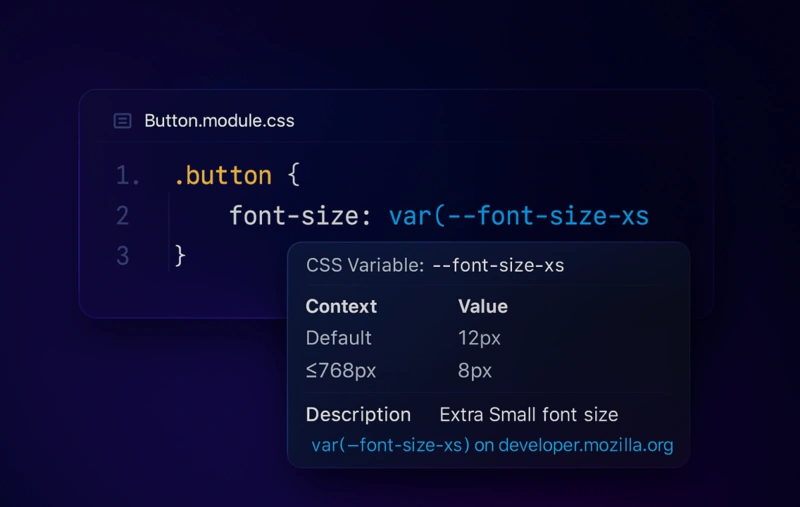 Button.module.css
1. .button {
2 font-size: var(--font-size-xs
3 }
CSS Variable: --font-size-xs
Context Value
Default 12px
≤768px 8px
Description Extra Small font size
var(–font-size-xs) on developer.mozilla.org